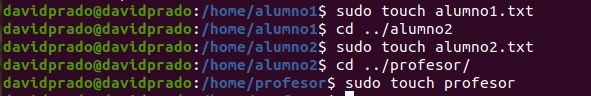 davidprado@davidprado:/home/alumno1$ sudo touch alumno1.txt
davidprado@davidprado:/home/alumno1$ cd ../alumno2
davidprado@davidprado:/home/alumno2$ sudo touch alumno2.txt
davidprado@davidprado:/home/alumno2$ cd ../profesor/
davidprado@davidprado:/home/profesor$ sudo touch profesor